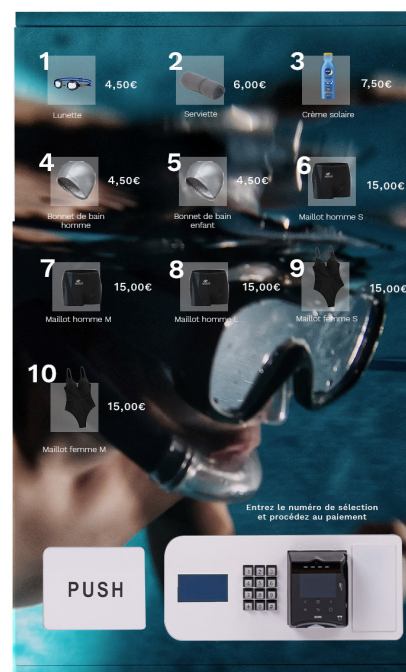 1
4,50€
Lunette
2
6,00€
Serviette
3
7,50€
Crème solaire
4
4,50€
Bonnet de bain
homme
5
4,50€
Bonnet de bain
enfant
6
15,00€
Maillot homme S
7
15,00€
Maillot homme M
8
15,00€
Maillot homme L
9
15,00€
Maillot femme S
10
15,00€
Maillot femme M
Entrez le numéro de sélection
et procédez au paiement
PUSH